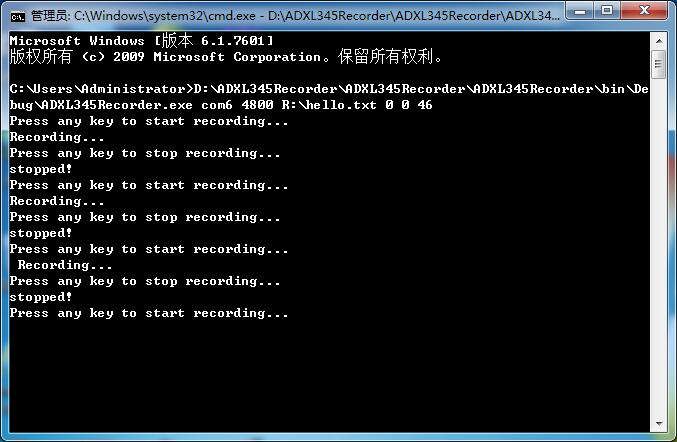 管理员: C:\Windows\system32\cmd.exe - D:\ADXL345Recorder\ADXL345Recorder\ADXL34...
Microsoft Windows [版本 6.1.7601]
版权所有 (c) 2009 Microsoft Corporation。保留所有权利。
C:\Users\Administrator>D:\ADXL345Recorder\ADXL345Recorder\ADXL345Recorder\bin\De
bug\ADXL345Recorder.exe com6 4800 R:\hello.txt 0 0 46
Press any key to start recording...
Recording...
Press any key to stop recording...
stopped!
Press any key to start recording...
Recording...
Press any key to stop recording...
stopped!
Press any key to start recording...
 Recording...
Press any key to stop recording...
stopped!
Press any key to start recording...